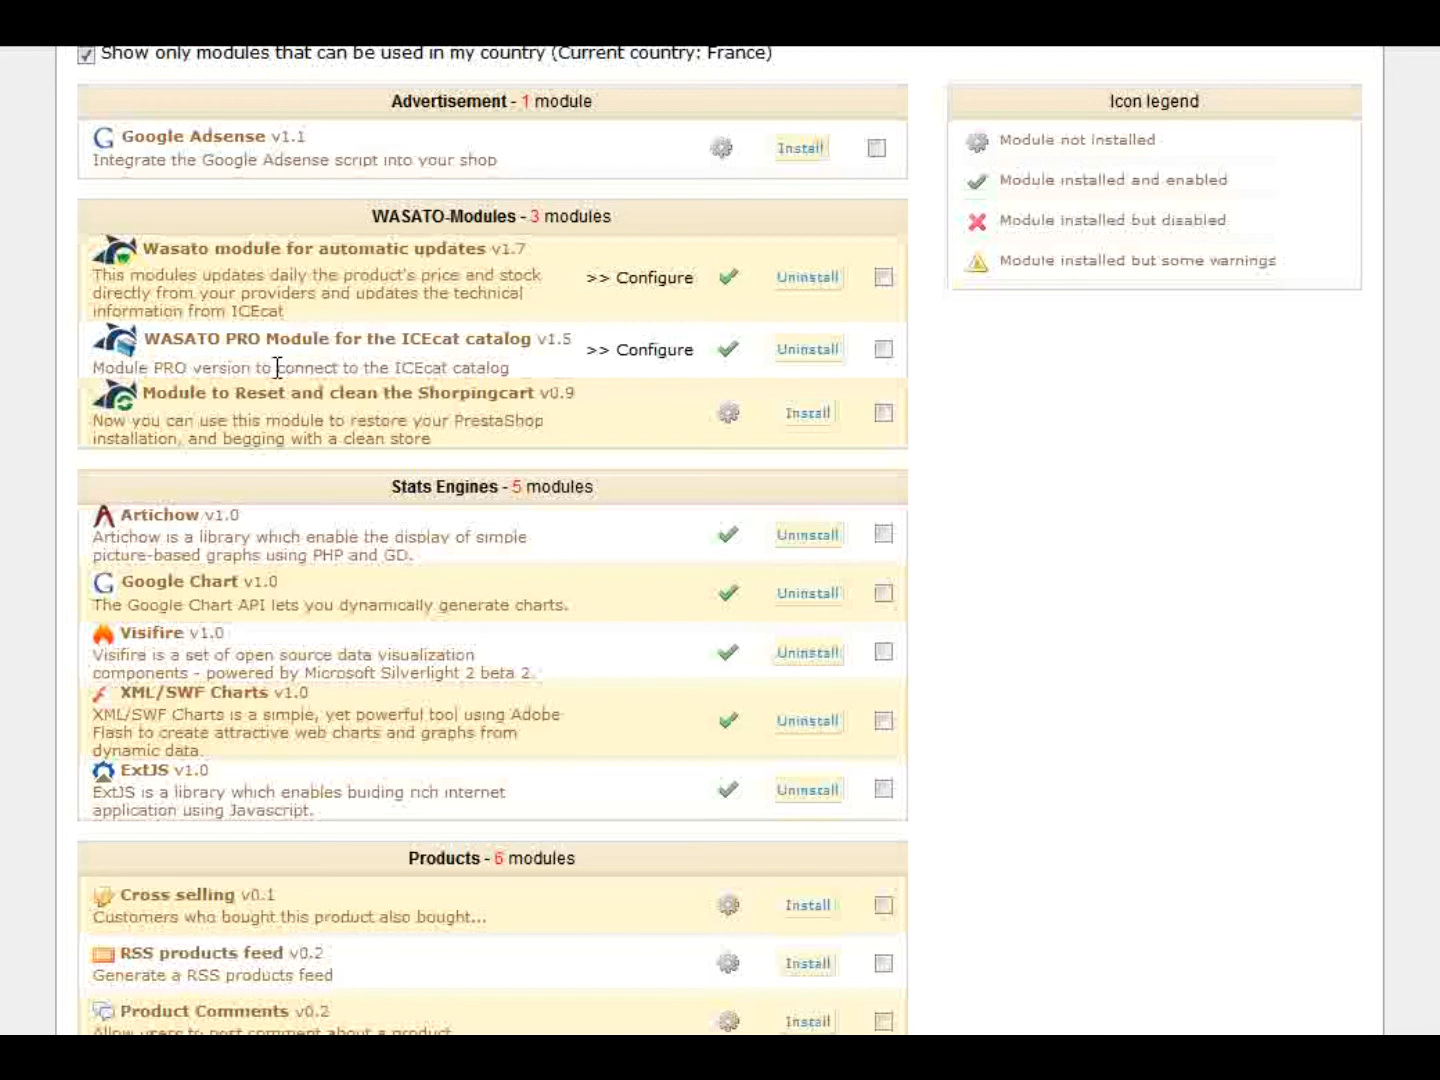 Show only modules that can be used in my country (Current country: France)
Advertisement - 1 module
Google Adsense v1.1
Integrate the Google Adsense script into your shop
Install
WASATO-Modules - 3 modules
Wasato module for automatic updates v1.7
This modules updates daily the product's price and stock
directly from your providers and updates the technical
information from ICEcat
>> Configure
Uninstall
WASATO PRO Module for the ICEcat catalog v1.5
Module PRO version to connect to the ICEcat catalog
>> Configure
Uninstall
Module to Reset and clean the Shorpingcart v0.9
Now you can use this module to restore your PrestaShop
installation, and begging with a clean store
Install
Stats Engines - 5 modules
Artichow v1.0
Artichow is a library which enable the display of simple
picture-based graphs using PHP and GD.
Uninstall
Google Chart v1.0
The Google Chart API lets you dynamically generate charts.
Uninstall
Visifire v1.0
Visifire is a set of open source data visualization
components - powered by Microsoft Silverlight 2 beta 2.
Uninstall
XML/SWF Charts v1.0
XML/SWF Charts is a simple, yet powerful tool using Adobe
Flash to create attractive web charts and graphs from
dynamic data.
Uninstall
ExtJS v1.0
ExtJS is a library which enables buiding rich internet
application using Javascript.
Uninstall
Products - 6 modules
Cross selling v0.1
Customers who bought this product also bought...
Install
RSS products feed v0.2
Generate a RSS products feed
Install
Product Comments v0.2
Allow users to post comment about a product
Install
Icon legend
Module not installed
Module installed and enabled
Module installed but disabled
Module installed but some warnings